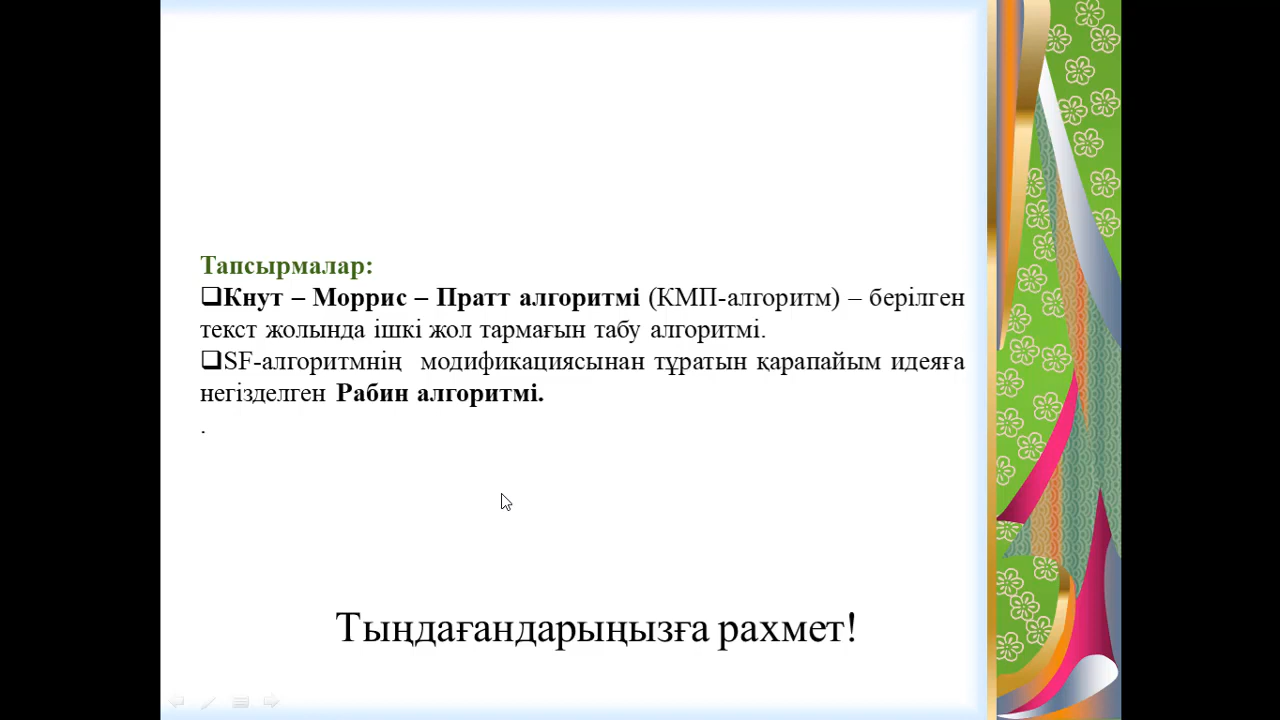 Тапсырмалар:
❑Кнут – Моррис – Пратт алгоритмі (КМП-алгоритм) – берілген
текст жолында ішкі жол тармағын табу алгоритмі.
❑SF-алгоритмнің модификациясынан тұратын қарапайым идеяға
негізделген Рабин алгоритмі.
.
Тыңдағандарыңызға рахмет!